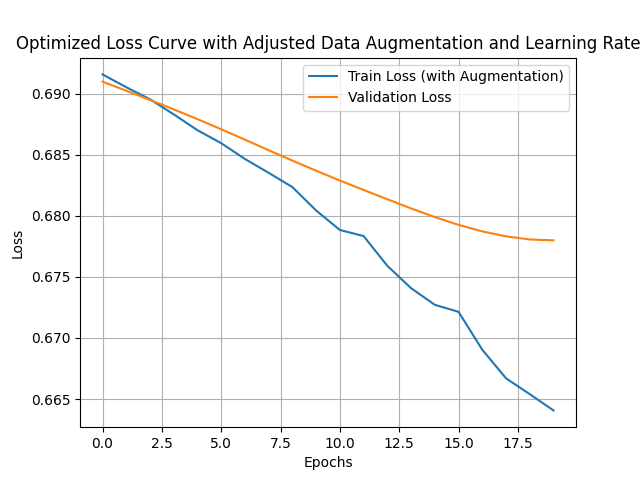 Optimized Loss Curve with Adjusted Data Augmentation and Learning Rate
Train Loss (with Augmentation)
Validation Loss
0.690
0.685
0.680
0.675
0.670
0.665
Loss
0.0 2.5 5.0 7.5 10.0 12.5 15.0 17.5
Epochs